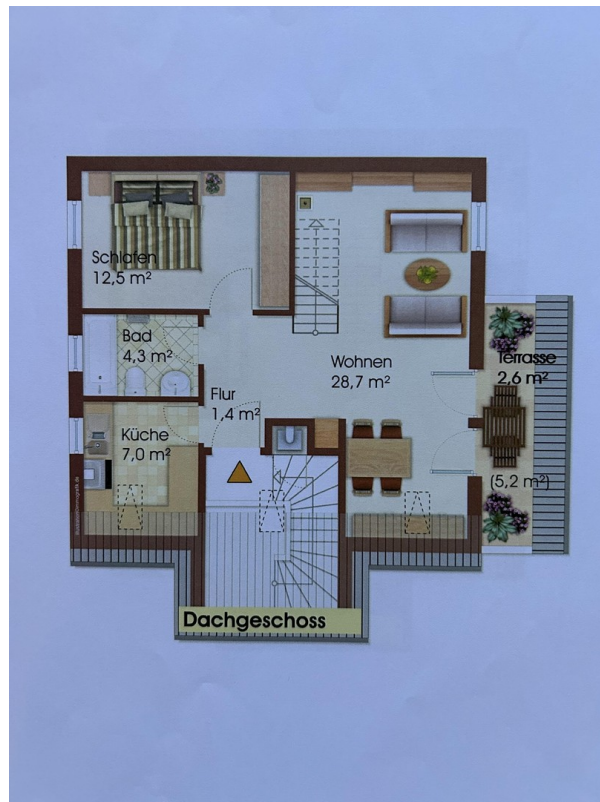 Schlafen
12,5 m²
Bad
4,3 m²
Wohnen
28,7 m²
Terrasse
2,6 m²
Flur
1,4 m²
Küche
7,0 m²
(5,2 m²)
Dachgeschoss